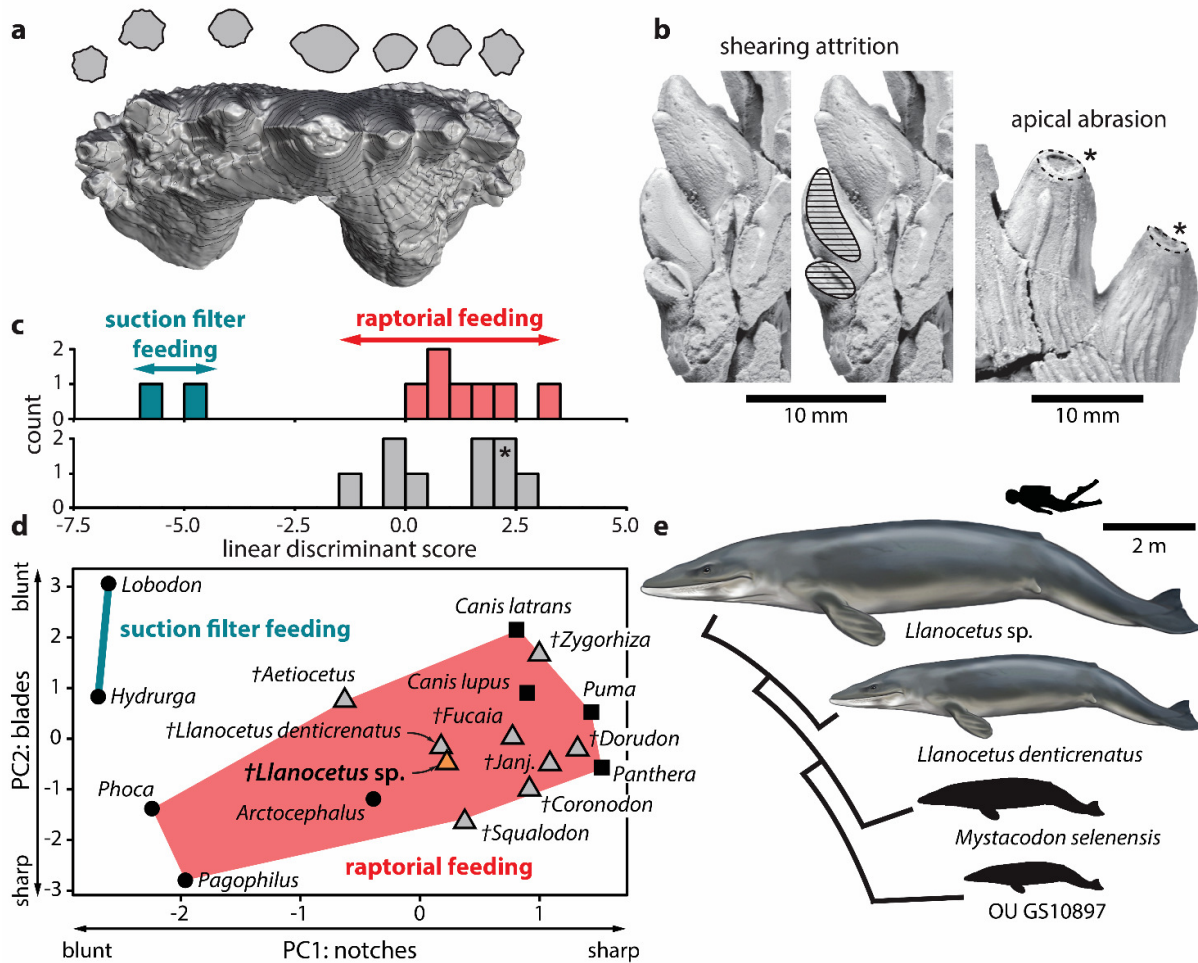 a
b
shearing attrition
apical abrasion
*
*
10 mm
10 mm
c
suction filter
feeding
raptorial feeding
2
1
0
count
2
1
0
*
-7.5
-5.0
0.0
2.5
5.0
linear discriminant score
d
blunt
PC2: blades
sharp
3
2
1
0
-1
-2
-3
Lobodon
suction filter feeding
Hydrurga
Canis latrans
†Zygorhiza
†Aetiocetus
Canis lupus
Puma
†Llanocetus denticrenatus
†Fucaia
†Dorudon
†Llanocetus sp.
†Janj.
Panthera
Phoca
Arctocephalus
†Coronodon
†Squalodon
raptorial feeding
Pagophilus
-2
-1
0
1
blunt
PC1: notches
sharp
e
2 m
Llanocetus sp.
Llanocetus denticrenatus
Mystacodon selenensis
OU GS10897